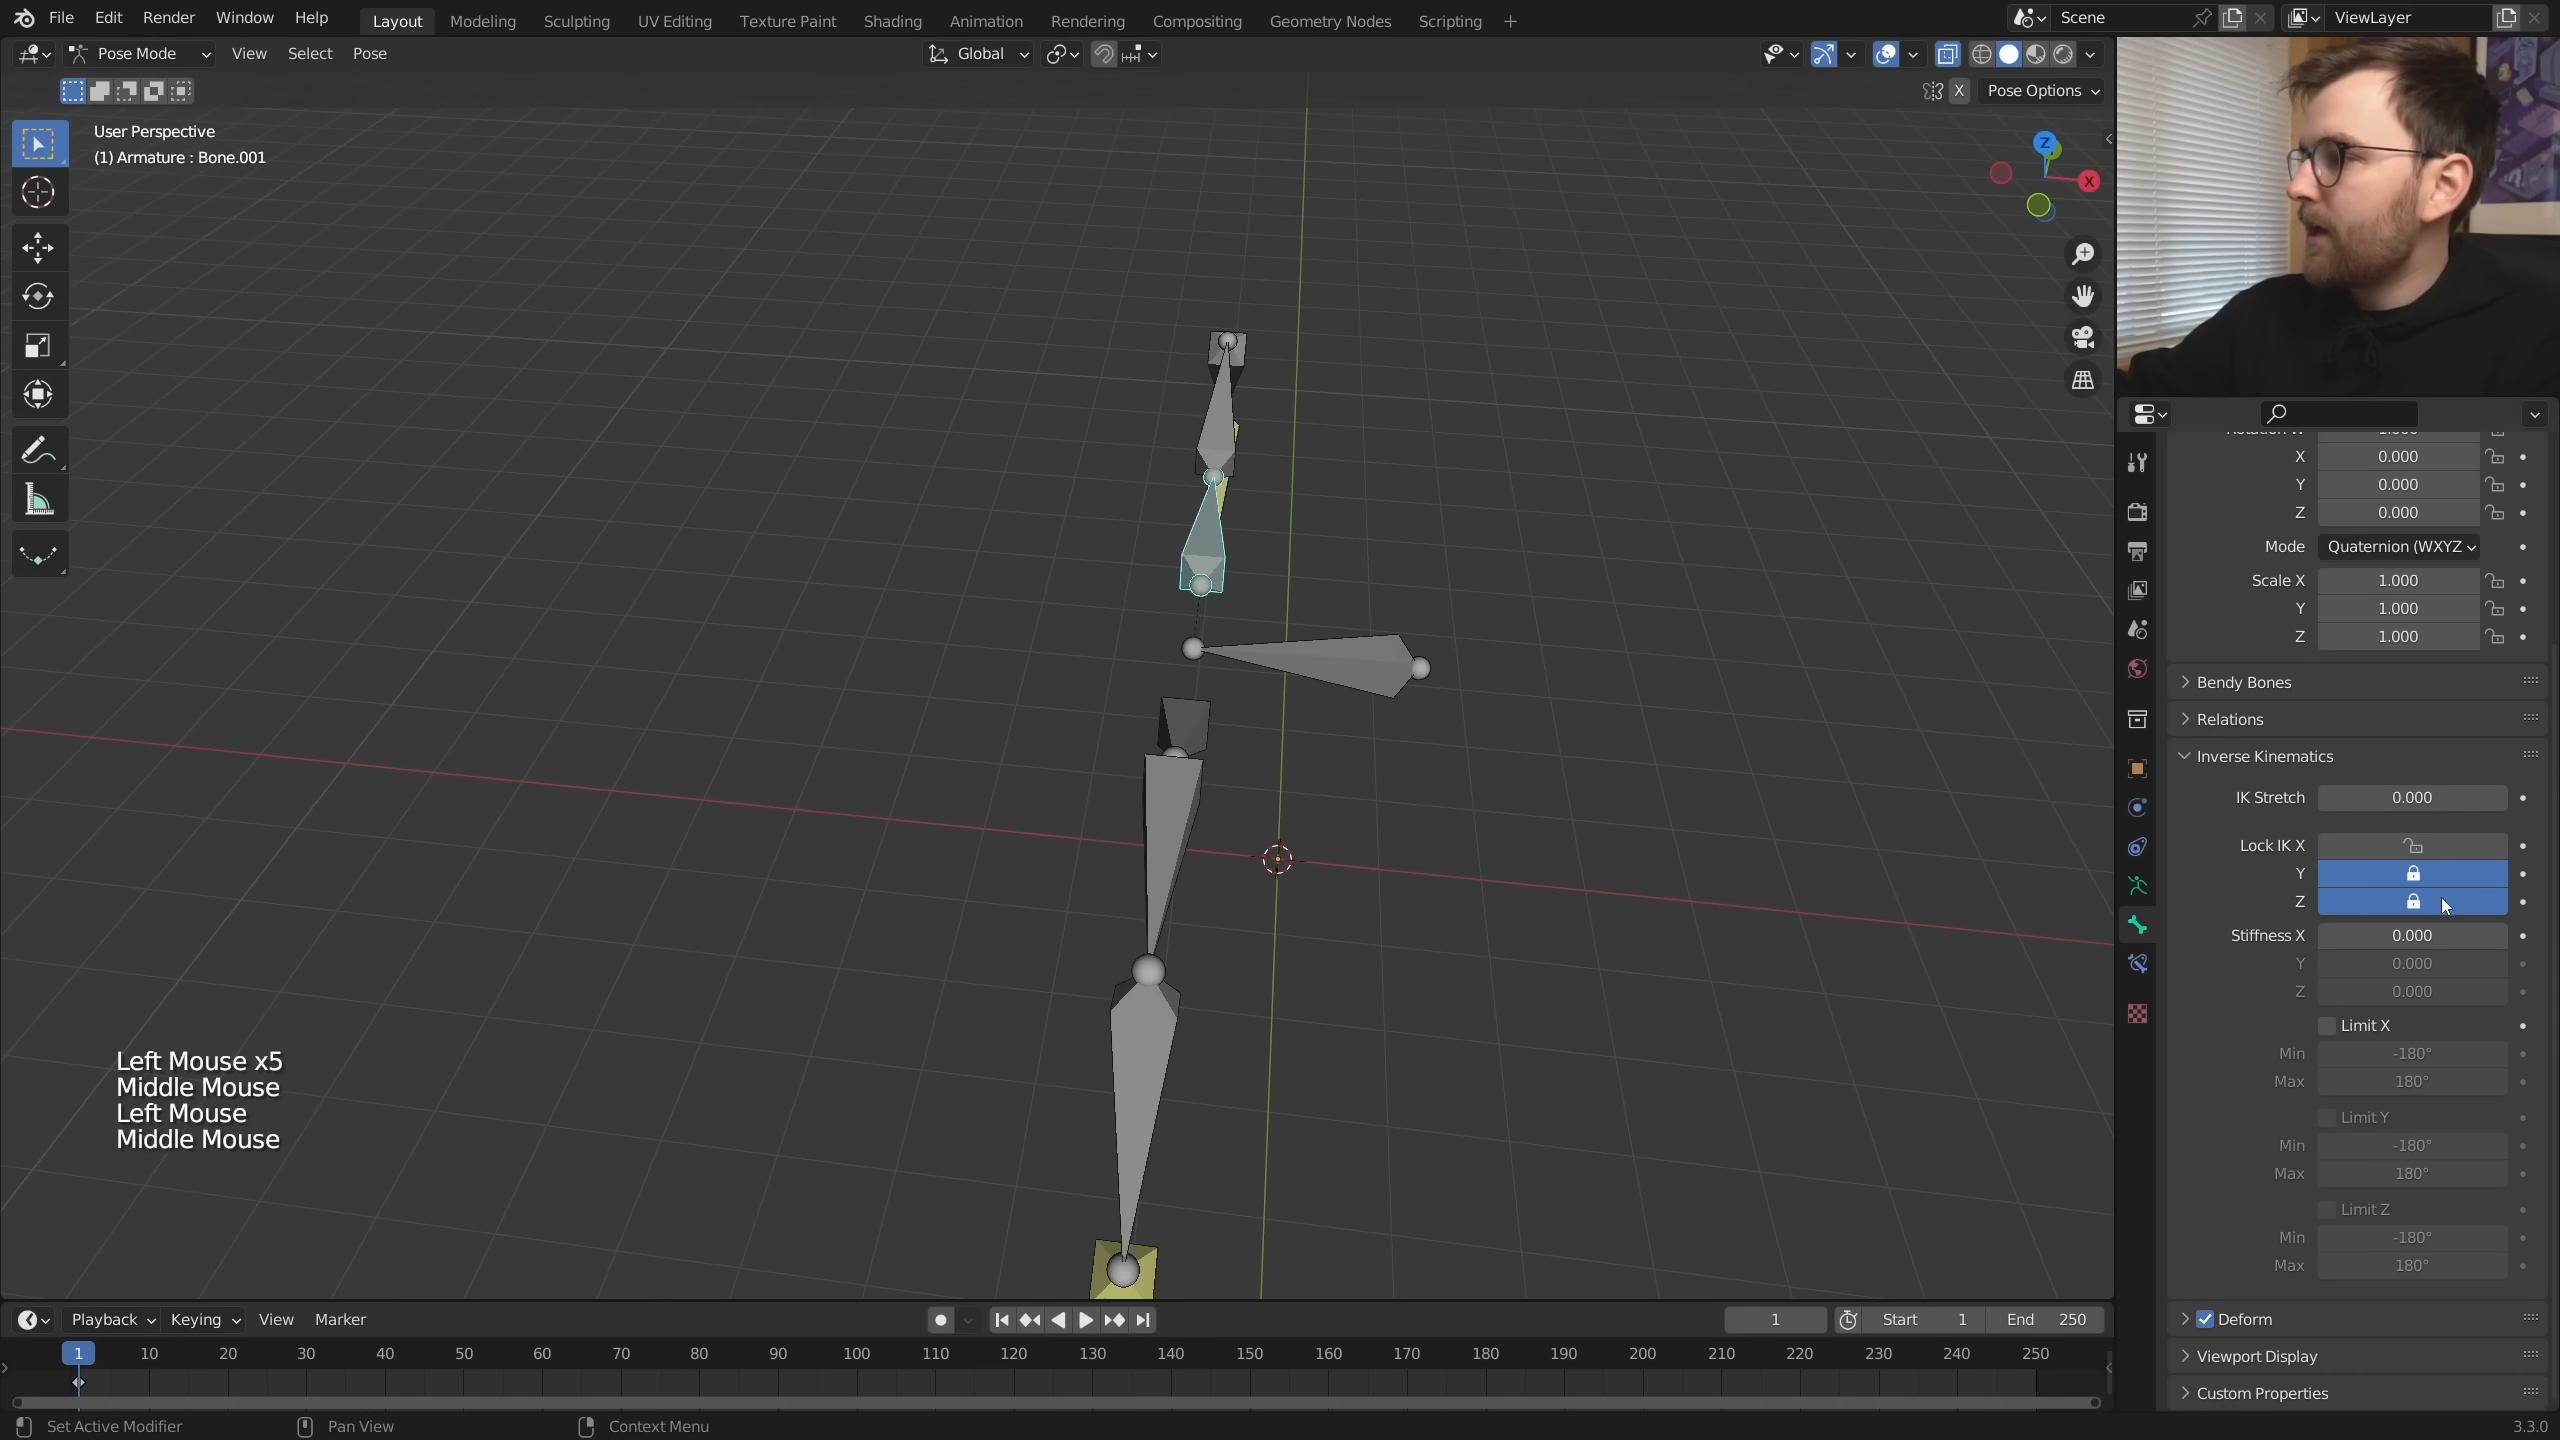 File Edit Render Window Help Layout Modeling Sculpting UV Editing Texture Paint Shading Animation Rendering Compositing Geometry Nodes Scripting + Scene ViewLayer
Pose Mode View Select Pose Global
X Pose Options
User Perspective
(1) Armature : Bone.001
Z
X
X 0.000
Y 0.000
Z 0.000
Mode Quaternion (WXYZ
Scale X 1.000
Y 1.000
Z 1.000
Bendy Bones
Relations
Inverse Kinematics
IK Stretch 0.000
Lock IK X
Y
Z
Stiffness X 0.000
Y 0.000
Z 0.000
Limit X
Min -180°
Max 180°
Limit Y
Min -180°
Max 180°
Limit Z
Min -180°
Max 180°
Deform
Viewport Display
Custom Properties
Left Mouse x5
Middle Mouse
Left Mouse
Middle Mouse
Playback Keying View Marker 1 Start 1 End 250
1 10 20 30 40 50 60 70 80 90 100 110 120 130 140 150 160 170 180 190 200 210 220 230 240 250
Set Active Modifier Pan View Context Menu 3.3.0